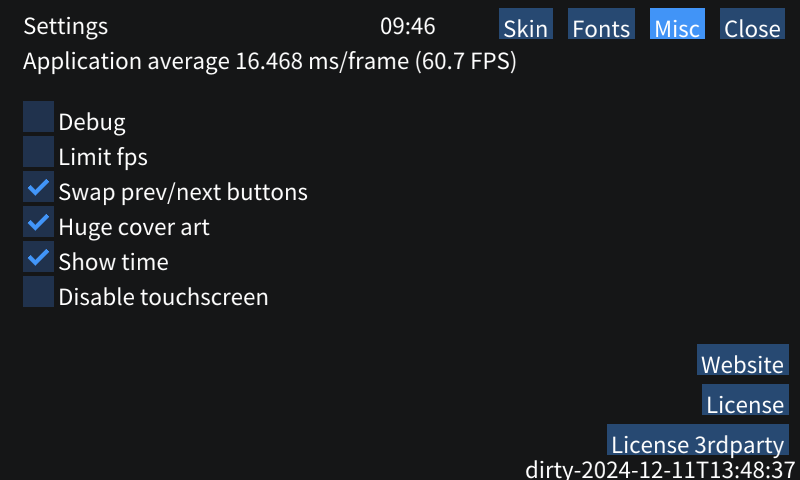 Settings 09:46 Skin Fonts Misc Close
Application average 16.468 ms/frame (60.7 FPS)
Debug
Limit fps
Swap prev/next buttons
Huge cover art
Show time
Disable touchscreen
Website
License
License 3rdparty
dirty-2024-12-11T13:48:37